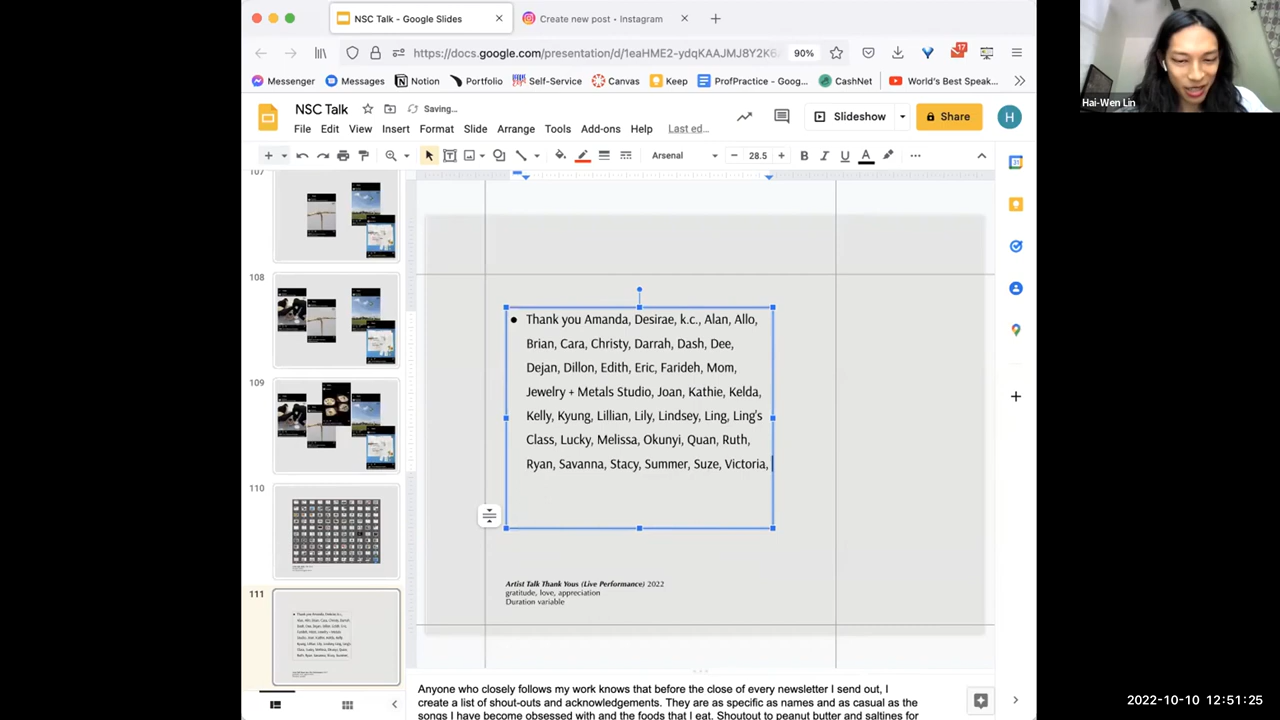 NSC Talk - Google Slides
Create new post · Instagram
https://docs.google.com/presentation/d/1eaHME2-ydqKAAJMJ8Y2K6
90%
17
Messenger
Messages
Notion
Self-Service
Canvas
Keep
ProfPractice - Goog...
CashNet
World's Best Speak...
NSC Talk
Saving...
File Edit View Insert Format Slide Arrange Tools Add-ons Help Last ed...
Slideshow
Share
H
Arsenal
28.5
B I U A
107
108
109
110
111
● Thank you Amanda, Desirae, k.c., Alan, Allo,
Brian, Cara, Christy, Darrah, Dash, Dee,
Dejan, Dillon, Edith, Eric, Farideh, Mom,
Jewelry + Metals Studio, Joan, Kathie, Kelda,
Kelly, Kyung, Lillian, Lily, Lindsey, Ling, Ling's
Class, Lucky, Melissa, Okunyi, Quan, Ruth,
Ryan, Savanna, Stacy, Summer, Suze, Victoria,
Artist Talk Thank Yous (Live Performance) 2022
gratitude, love, appreciation
Duration variable
Anyone who closely follows my work knows that before the close of every newsletter I send out, I
create a list of shout-outs and acknowledgements. They are as specific as names and as casual as the
songs I have become obsessed with and the foods that I eat. Shoutout to peanut butter and saltines for
Hai-Wen Lin
2022-10-10 12:51:25